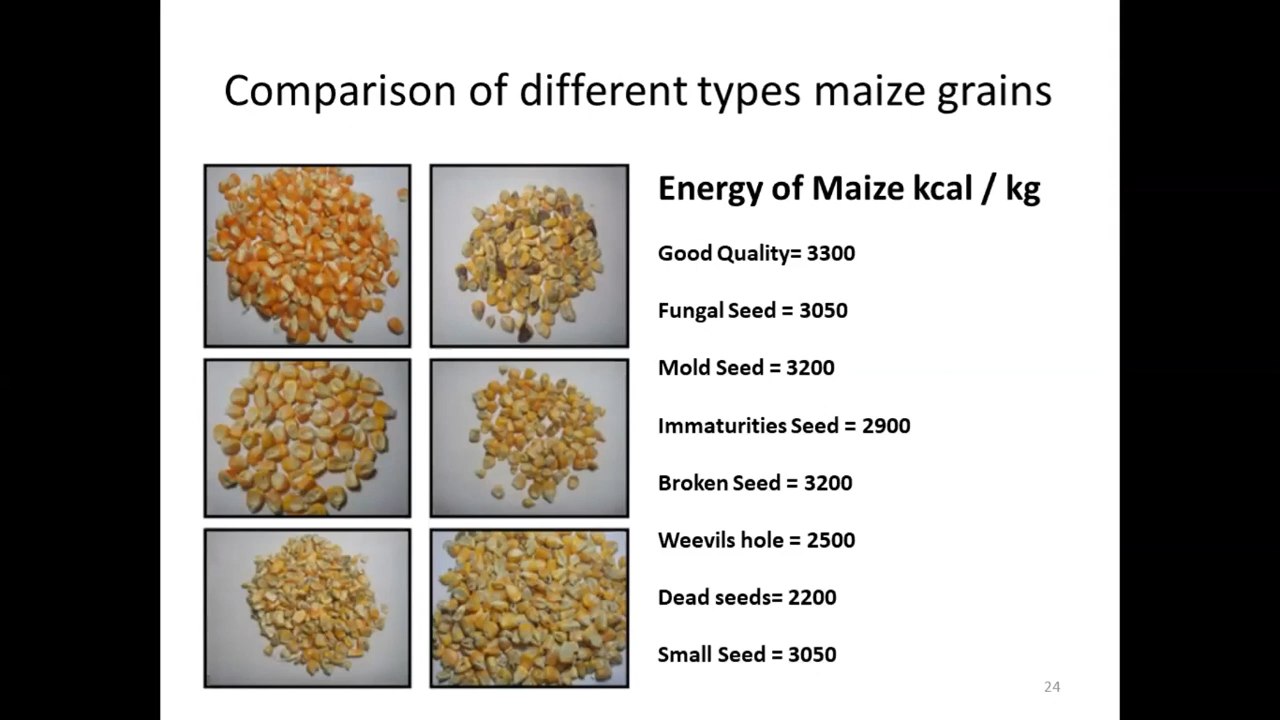 Comparison of different types maize grains
Energy of Maize kcal / kg
Good Quality= 3300
Fungal Seed = 3050
Mold Seed = 3200
Immaturities Seed = 2900
Broken Seed = 3200
Weevils hole = 2500
Dead seeds= 2200
Small Seed = 3050
24